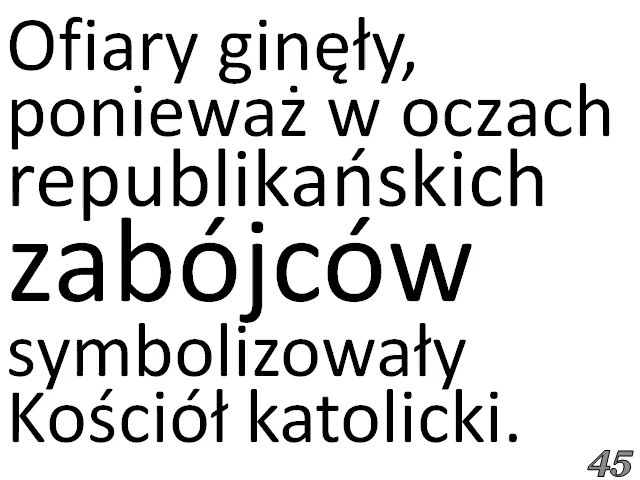 Ofiary ginęły,
ponieważ w oczach
republikańskich
zabójców
symbolizowały
Kościół katolicki.
45